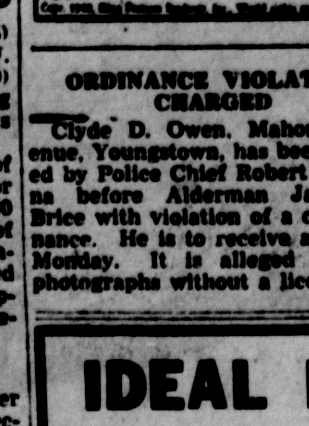 ORDINANCE VIOLAT
CHARGED
Clyde D. Owen, Mahon
enue, Youngstown, has bee
ed by Police Chief Robert
na before Alderman Ja
Brice with violation of a c
nance. He is to receive a
Monday. It is alleged
photographs without a lice
IDEAL